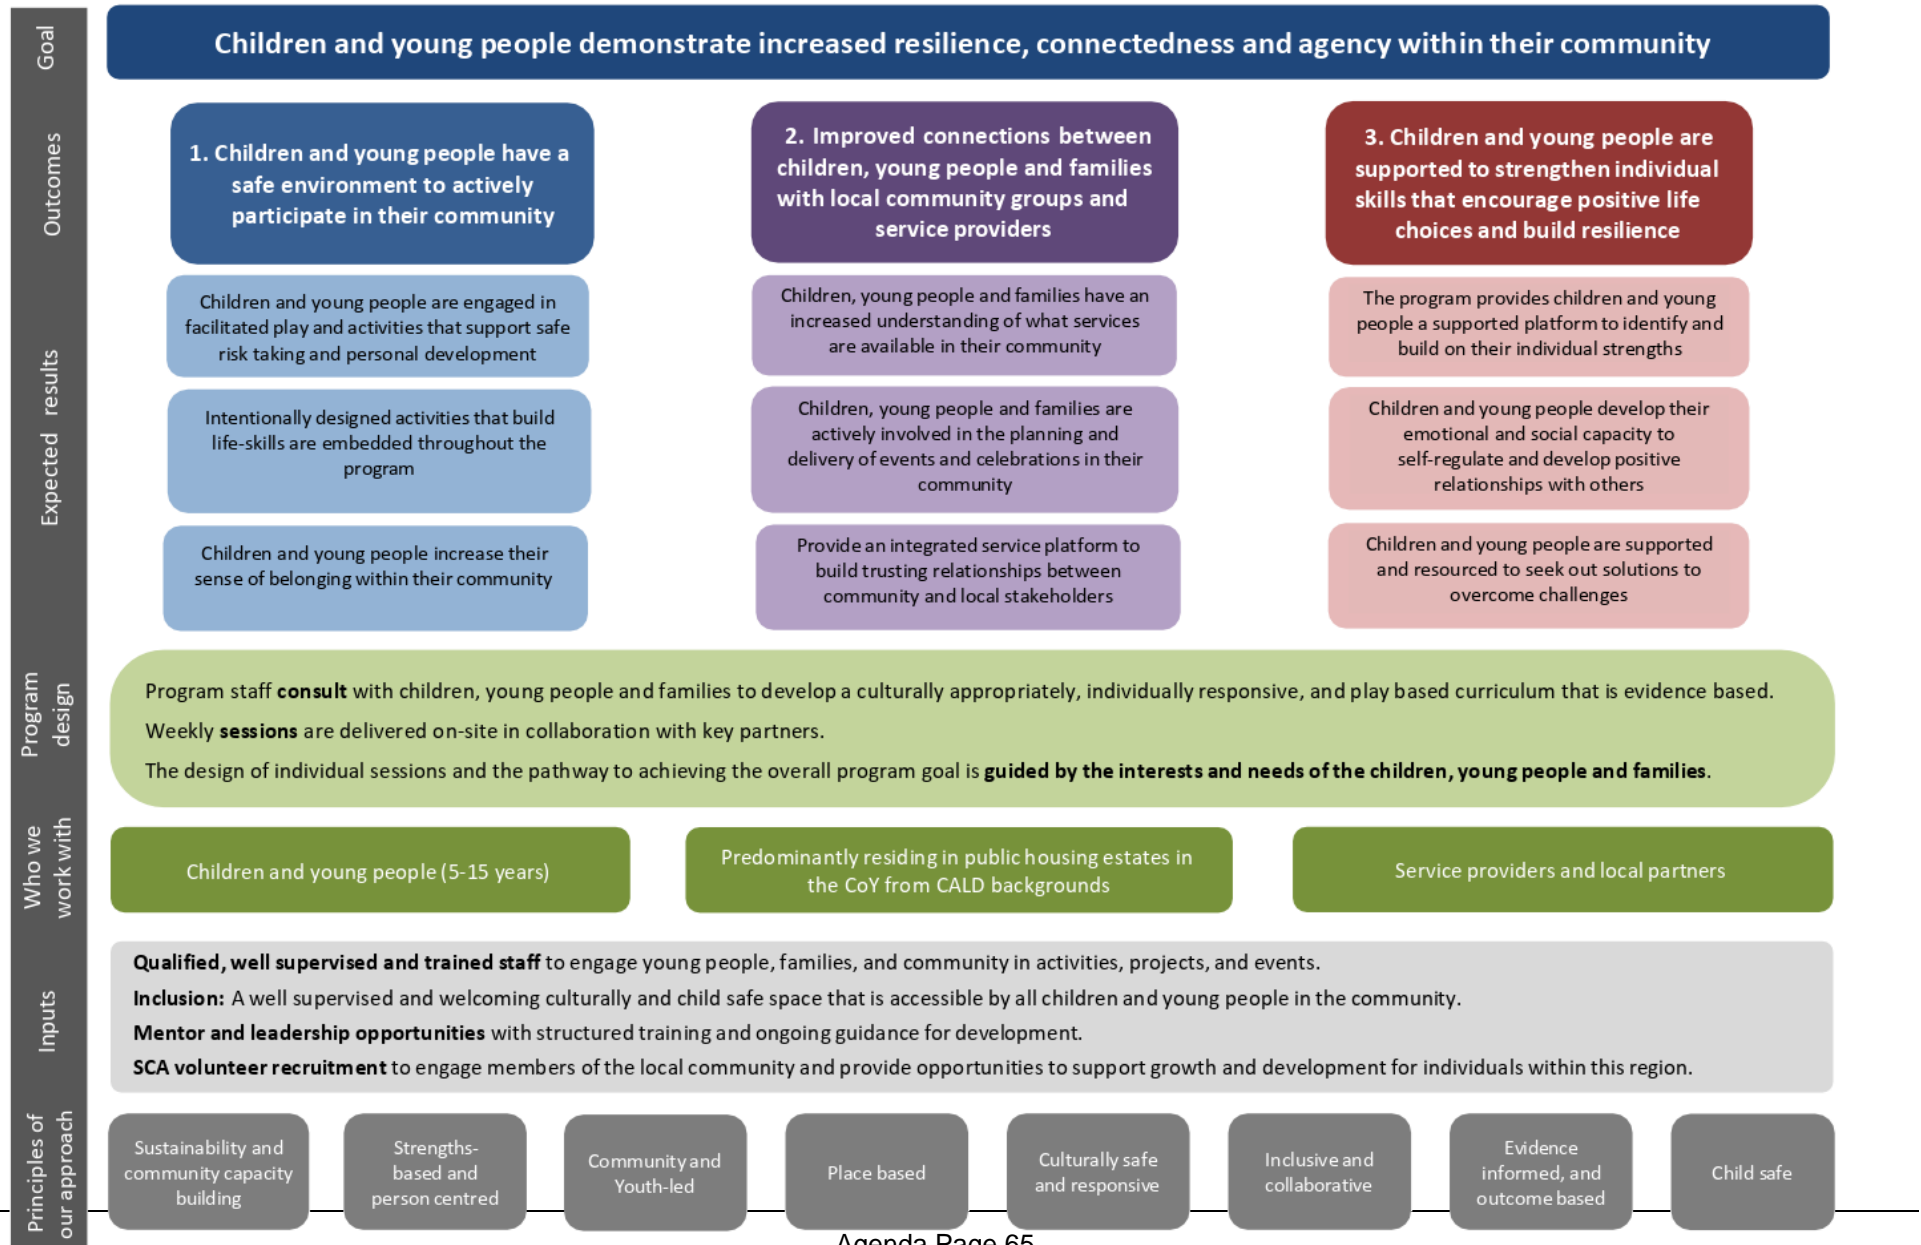 Goal
Children and young people demonstrate increased resilience, connectedness and agency within their community
Outcomes
1. Children and young people have a
safe environment to actively
participate in their community
2. Improved connections between
children, young people and families
with local community groups and
service providers
3. Children and young people are
supported to strengthen individual
skills that encourage positive life
choices and build resilience
Expected results
Children and young people are engaged in
facilitated play and activities that support safe
risk taking and personal development
Children, young people and families have an
increased understanding of what services
are available in their community
The program provides children and young
people a supported platform to identify and
build on their individual strengths
Intentionally designed activities that build
life-skills are embedded throughout the
program
Children, young people and families are
actively involved in the planning and
delivery of events and celebrations in their
community
Children and young people develop their
emotional and social capacity to
self-regulate and develop positive
relationships with others
Children and young people increase their
sense of belonging within their community
Provide an integrated service platform to
build trusting relationships between
community and local stakeholders
Children and young people are supported
and resourced to seek out solutions to
overcome challenges
Program
design
Program staff consult with children, young people and families to develop a culturally appropriately, individually responsive, and play based curriculum that is evidence based.
Weekly sessions are delivered on-site in collaboration with key partners.
The design of individual sessions and the pathway to achieving the overall program goal is guided by the interests and needs of the children, young people and families.
Who we
work with
Children and young people (5-15 years)
Predominantly residing in public housing estates in
the CoY from CALD backgrounds
Service providers and local partners
Inputs
Qualified, well supervised and trained staff to engage young people, families, and community in activities, projects, and events.
Inclusion: A well supervised and welcoming culturally and child safe space that is accessible by all children and young people in the community.
Mentor and leadership opportunities with structured training and ongoing guidance for development.
SCA volunteer recruitment to engage members of the local community and provide opportunities to support growth and development for individuals within this region.
Principles of
our approach
Sustainability and
community capacity
building
Strengths-
based and
person centred
Community and
Youth-led
Place based
Culturally safe
and responsive
Inclusive and
collaborative
Evidence
informed, and
outcome based
Child safe
Agenda Page 65